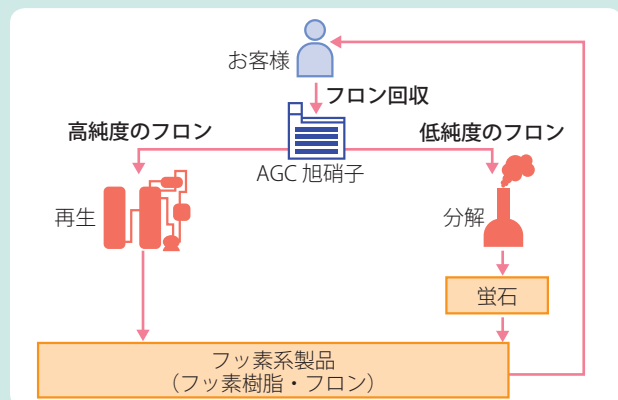 お客様
フロン回収
高純度のフロン
低純度のフロン
AGC 旭硝子
再生
分解
蛍石
フッ素系製品
（フッ素樹脂・フロン）